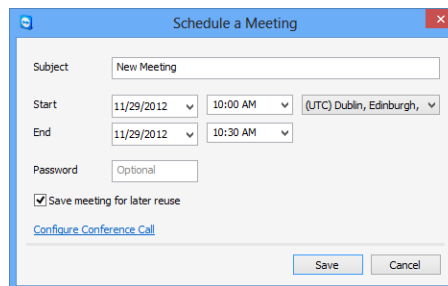 Schedule a Meeting
Subject New Meeting
Start 11/29/2012 10:00 AM (UTC) Dublin, Edinburgh,
End 11/29/2012 10:30 AM
Password Optional
Save meeting for later reuse
Configure Conference Call
Save Cancel